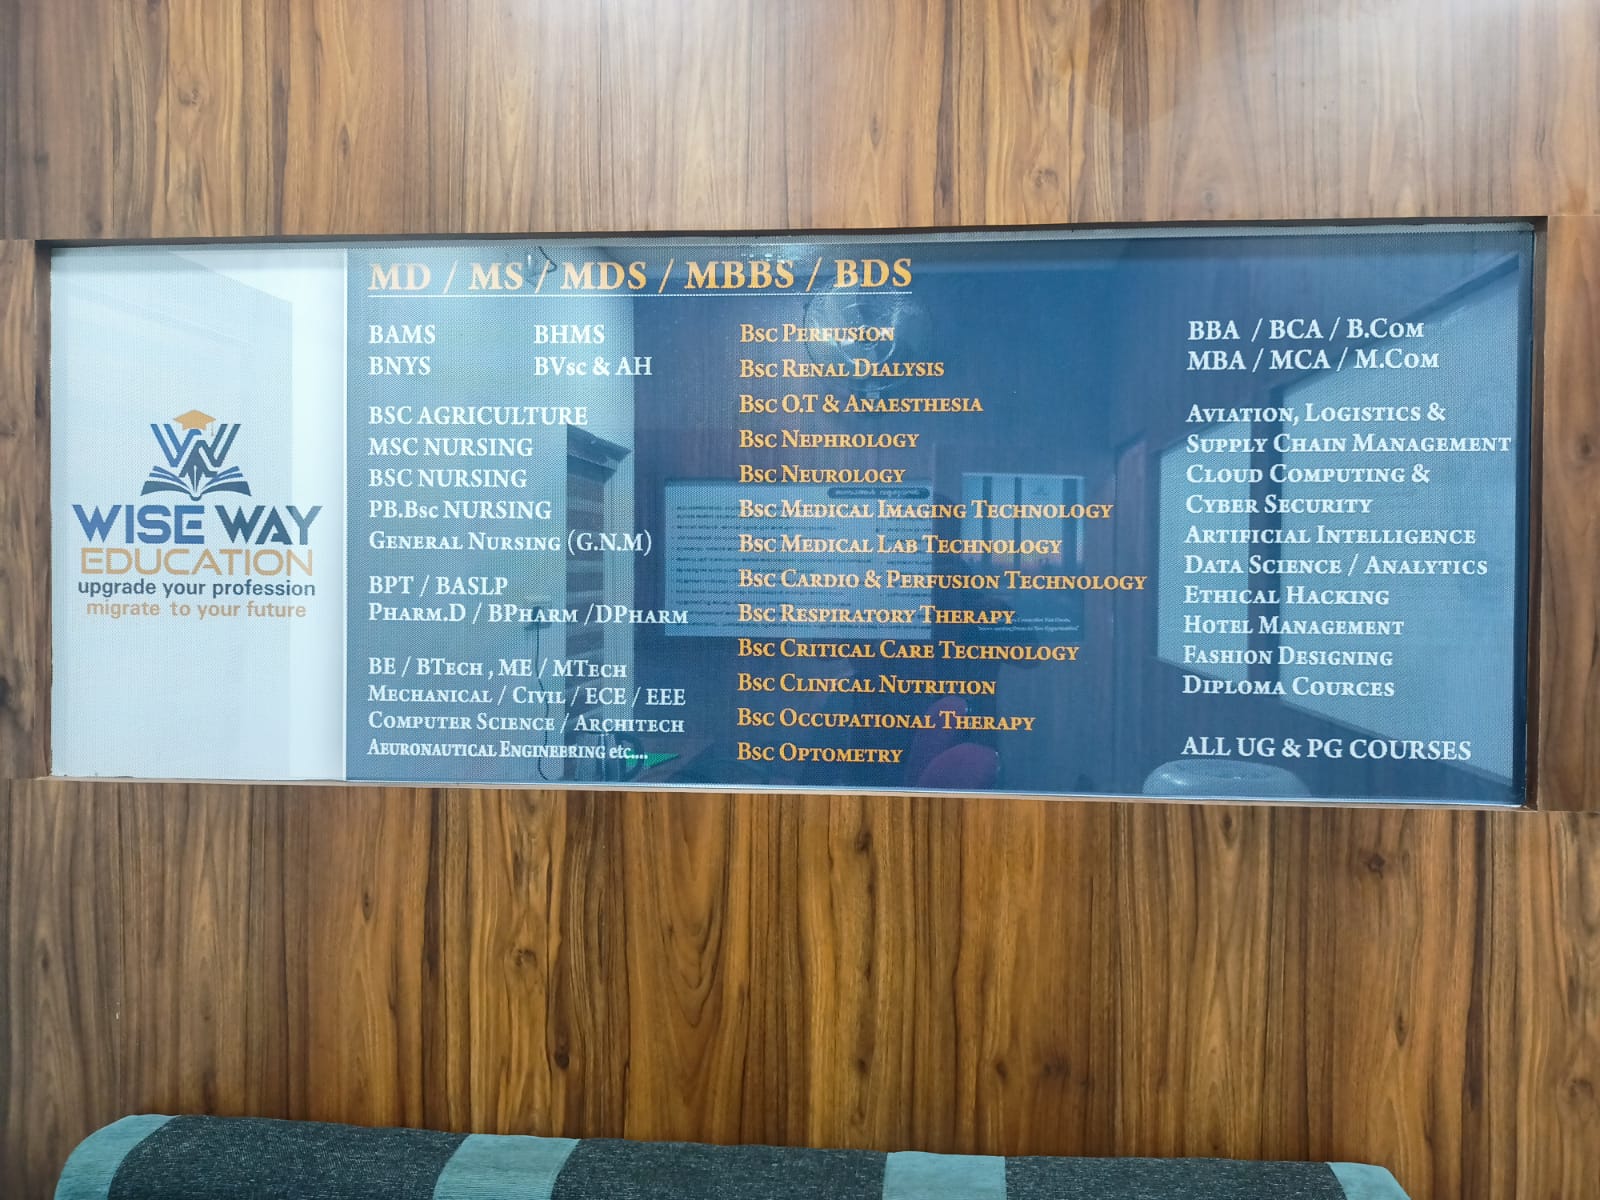 WISE WAY
EDUCATION
upgrade your profession
migrate to your future
MD / MS / MDS / MBBS / BDS
BAMS BHMS
BNYS BVsc & AH
BSC AGRICULTURE
MSC NURSING
BSC NURSING
PB.Bsc NURSING
General Nursing (G.N.M)
BPT / BASLP
Pharm.D / BPharm /DPharm
BE / BTech , ME / MTech
Mechanical / Civil / ECE / EEE
Computer Science / Architech
Aeuronautical Engineering etc....
Bsc Perfusion
Bsc Renal Dialysis
Bsc O.T & Anaesthesia
Bsc Nephrology
Bsc Neurology
Bsc Medical Imaging Technology
Bsc Medical Lab Technology
Bsc Cardio & Perfusion Technology
Bsc Respiratory Therapy
Bsc Critical Care Technology
Bsc Clinical Nutrition
Bsc Occupational Therapy
Bsc Optometry
BBA / BCA / B.Com
MBA / MCA / M.Com
Aviation, Logistics &
Supply Chain Management
Cloud Computing &
Cyber Security
Artificial Intelligence
Data Science / Analytics
Ethical Hacking
Hotel Management
Fashion Designing
Diploma Cources
ALL UG & PG COURSES